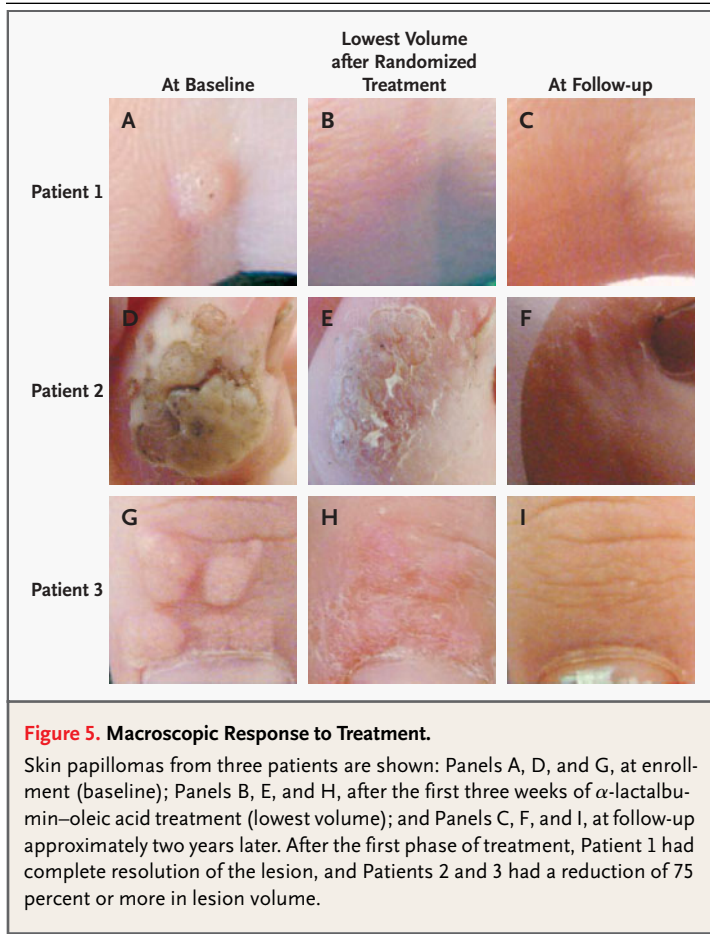 Lowest Volume
after Randomized
At Baseline Treatment At Follow-up
A B C
Patient 1
D E F
Patient 2
G H I
Patient 3
Figure 5. Macroscopic Response to Treatment.
Skin papillomas from three patients are shown: Panels A, D, and G, at enroll-
ment (baseline); Panels B, E, and H, after the first three weeks of α-lactalbu-
min–oleic acid treatment (lowest volume); and Panels C, F, and I, at follow-up
approximately two years later. After the first phase of treatment, Patient 1 had
complete resolution of the lesion, and Patients 2 and 3 had a reduction of 75
percent or more in lesion volume.